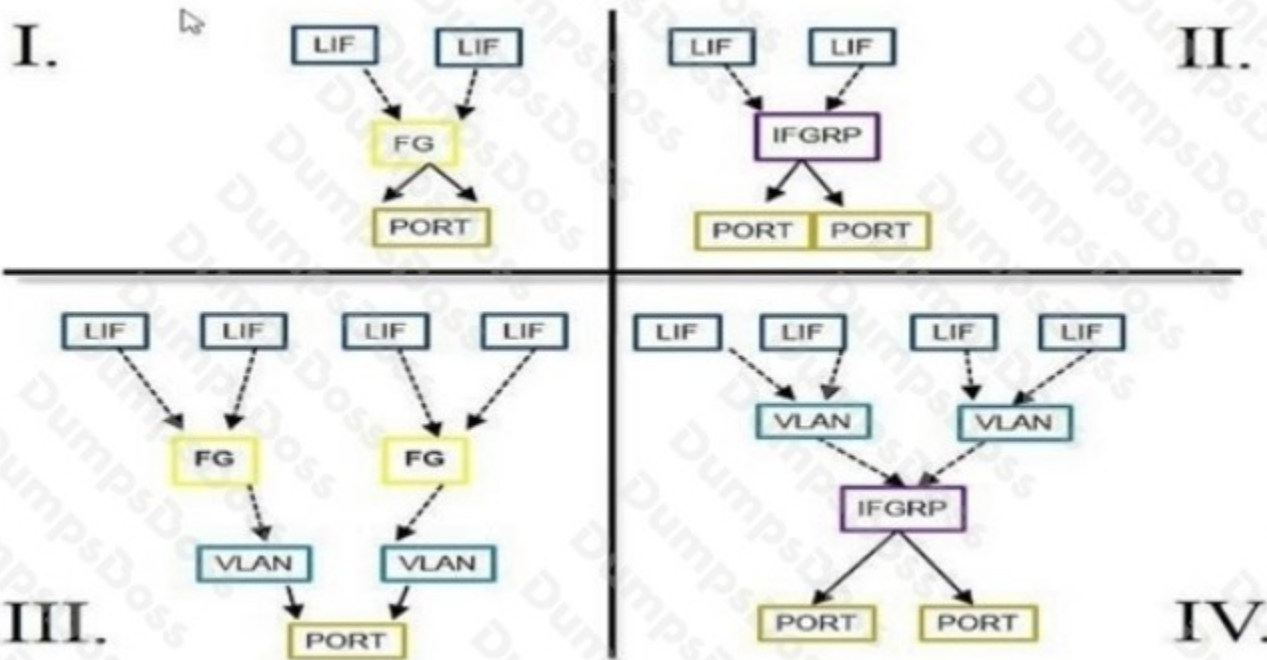 I.
LIF LIF
FG
PORT
II.
LIF LIF
IFGRP
PORT PORT
III.
LIF LIF LIF LIF
FG FG
VLAN VLAN
PORT
IV.
LIF LIF LIF LIF
VLAN VLAN
IFGRP
PORT PORT
DumpsDoss